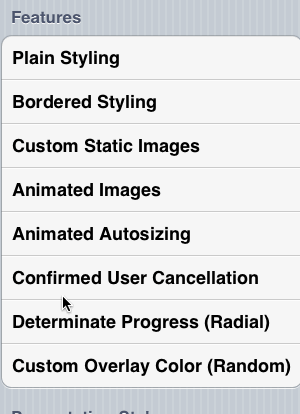 Features
Plain Styling
Bordered Styling
Custom Static Images
Animated Images
Animated Autosizing
Confirmed User Cancellation
Determinate Progress (Radial)
Custom Overlay Color (Random)